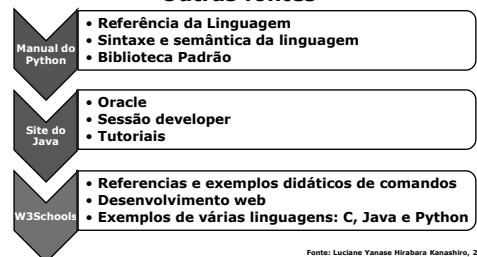 Outras fontes
Manual do
Python
• Referência da Linguagem
• Sintaxe e semântica da linguagem
• Biblioteca Padrão
Site do
Java
• Oracle
• Sessão developer
• Tutoriais
W3Schools
• Referencias e exemplos didáticos de comandos
• Desenvolvimento web
• Exemplos de várias linguagens: C, Java e Python
Fonte: Luciane Yanase Hirabara Kanashiro, 2